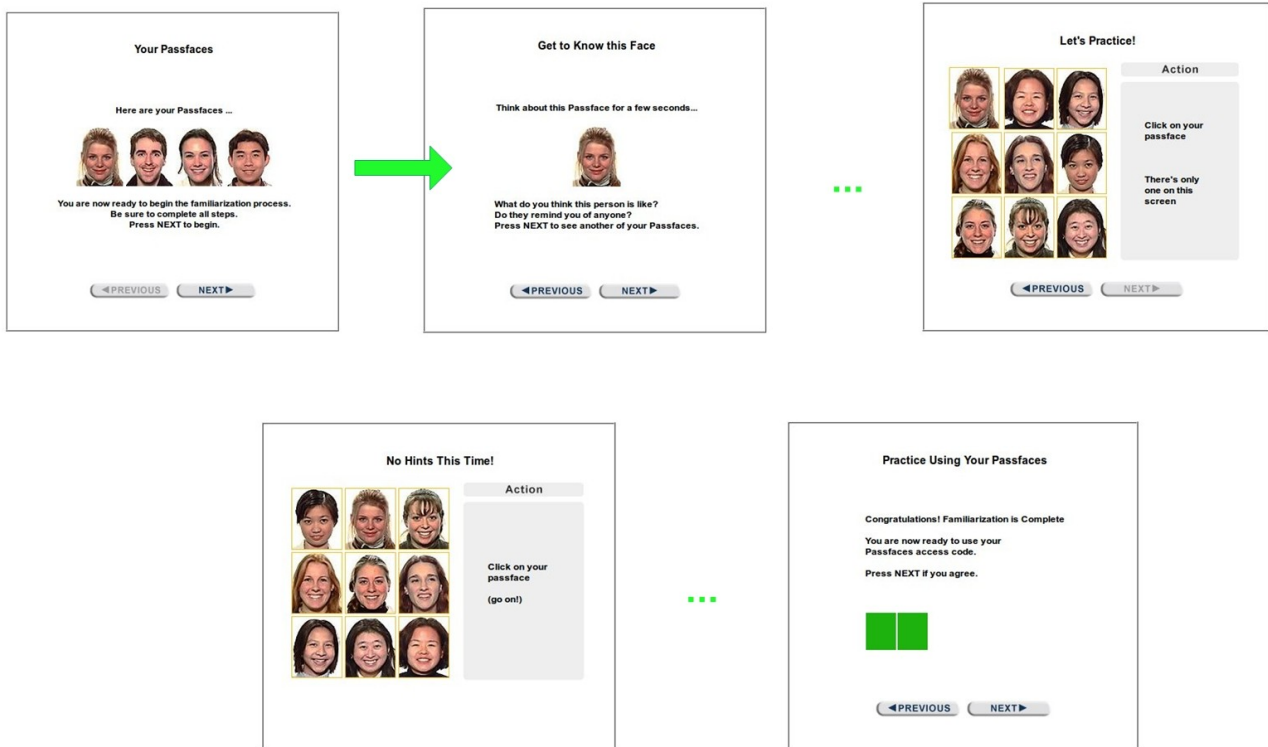 Your Passfaces
Here are your Passfaces ...
You are now ready to begin the familiarization process.
Be sure to complete all steps.
Press NEXT to begin.
◀PREVIOUS
NEXT▶
Get to Know this Face
Think about this Passface for a few seconds...
What do you think this person is like?
Do they remind you of anyone?
Press NEXT to see another of your Passfaces.
◀PREVIOUS
NEXT▶
...
Let's Practice!
Action
Click on your
passface
There's only
one on this
screen
◀PREVIOUS
NEXT▶
No Hints This Time!
Action
Click on your
passface
(go on!)
...
Practice Using Your Passfaces
Congratulations! Familiarization is Complete
You are now ready to use your
Passfaces access code.
Press NEXT if you agree.
◀PREVIOUS
NEXT▶